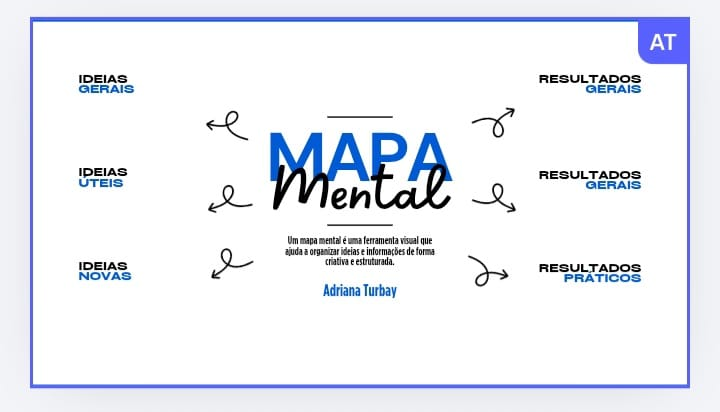 AT
IDEIAS
GERAIS
IDEIAS
ÚTEIS
IDEIAS
NOVAS
MAPA
Mental
Um mapa mental é uma ferramenta visual que
ajuda a organizar ideias e informações de forma
criativa e estruturada.
Adriana Turbay
RESULTADOS
GERAIS
RESULTADOS
GERAIS
RESULTADOS
PRÁTICOS